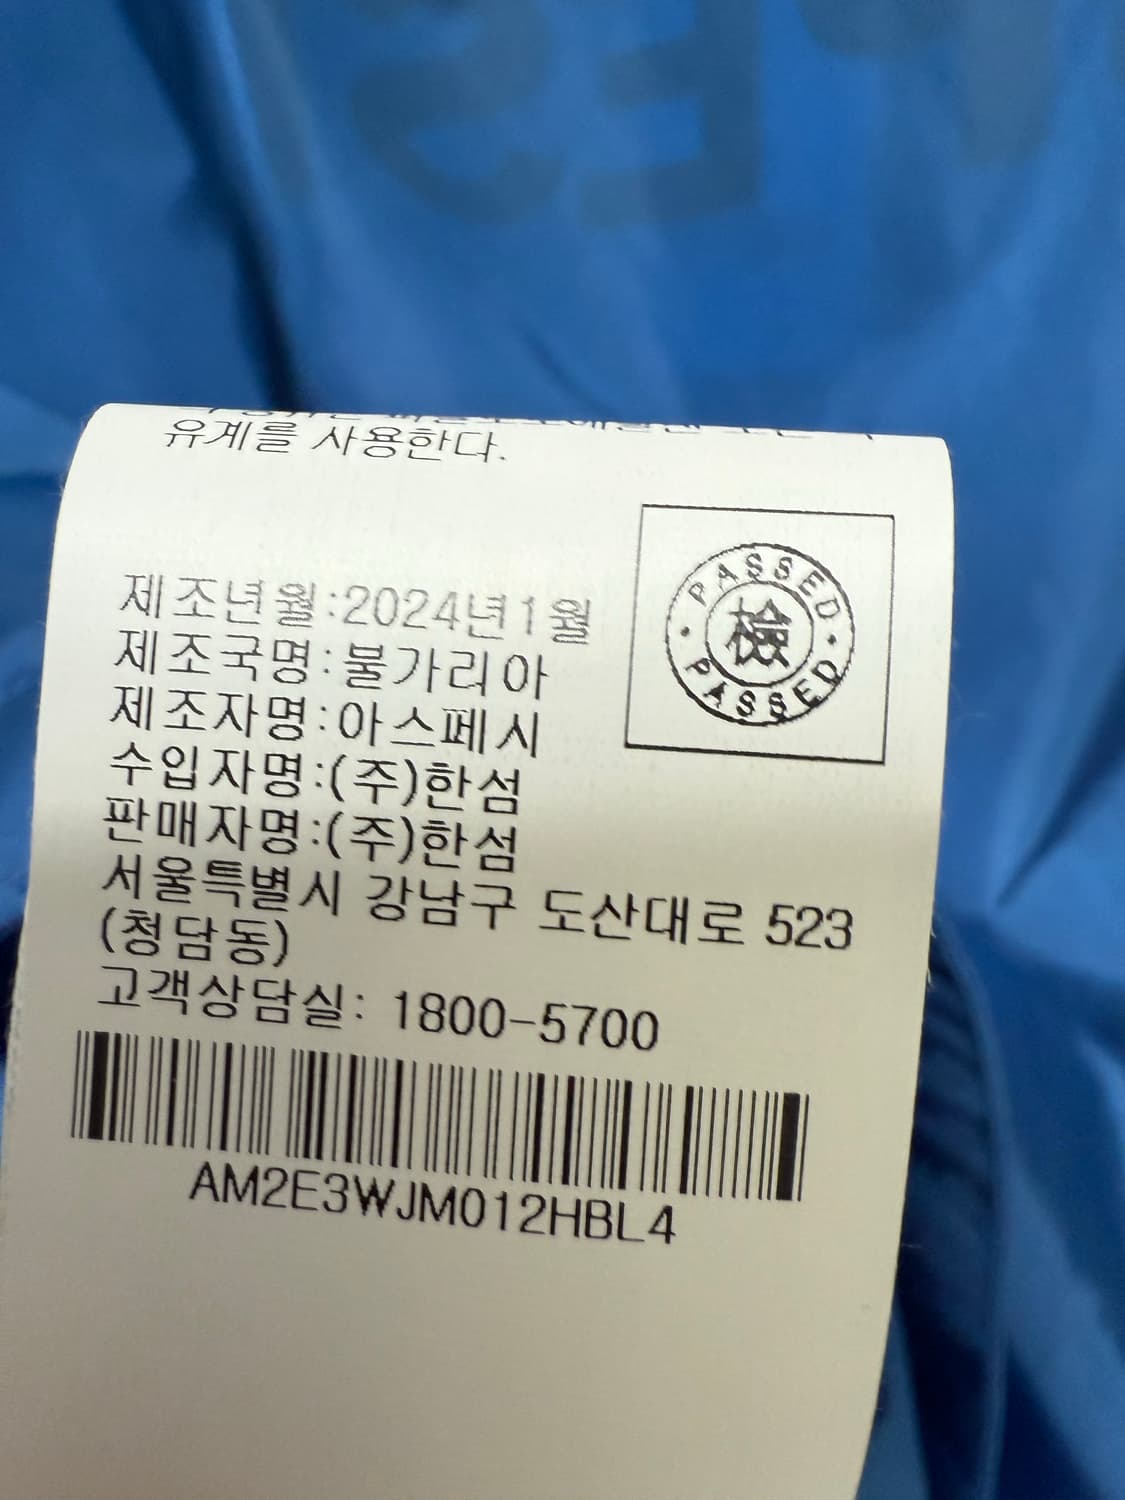 유계를 사용한다.
PASSED
檢
PASSED
제조년월:2024년1월
제조국명:불가리아
제조자명:아스페시
수입자명:(주)한섬
판매자명:(주)한섬
서울특별시 강남구 도산대로 523
(청담동)
고객상담실: 1800-5700
AM2E3WJM012HBL4